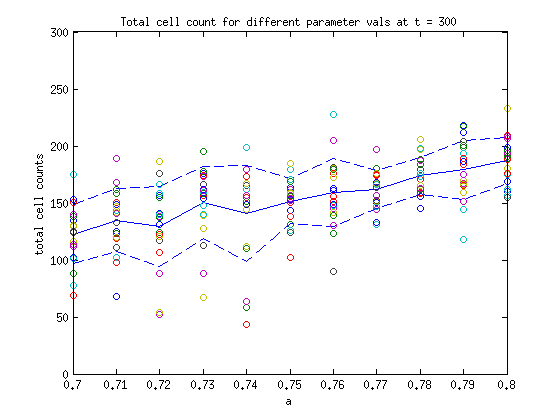 Total cell count for different parameter vals at t = 300
300
250
200
150
100
50
0
total cell counts
0.7 0.71 0.72 0.73 0.74 0.75 0.76 0.77 0.78 0.79 0.8
a